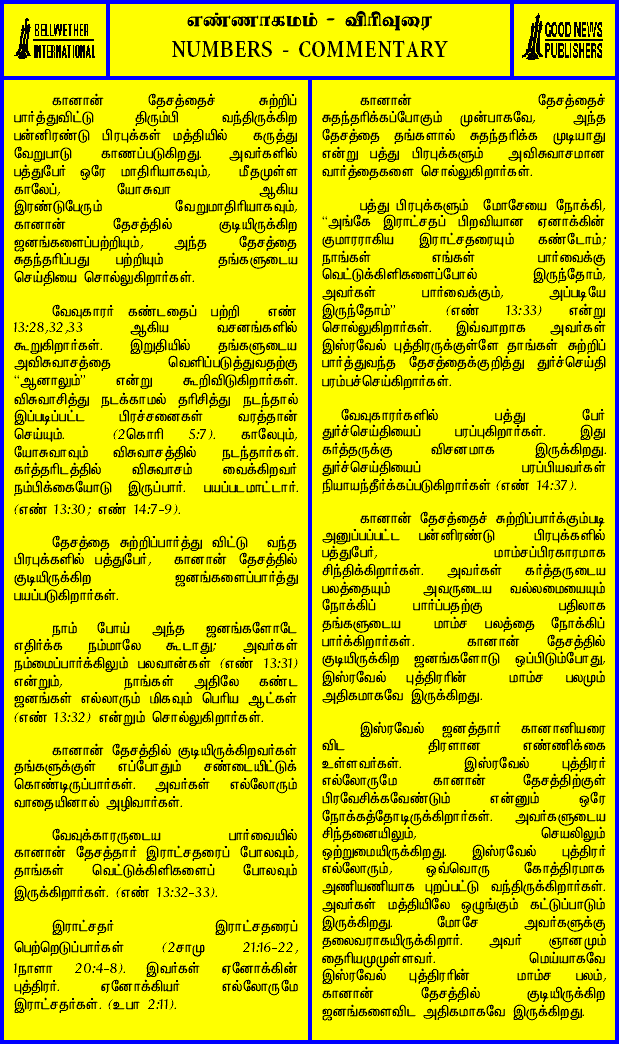 BELLWETHER
INTERNATIONAL
எண்ணாகமம் - விரிவுரை
NUMBERS - COMMENTARY
GOOD NEWS
PUBLISHERS
கானான் தேசத்தைச் சுற்றிப்
பார்த்துவிட்டு திரும்பி வந்திருக்கிற
பன்னிரண்டு பிரபுக்கள் மத்தியில் கருத்து
வேறுபாடு காணப்படுகிறது. அவர்களில்
பத்துபேர் ஒரே மாதிரியாகவும், மீதமுள்ள
காலேப், யோசுவா ஆகிய
இரண்டுபேரும் வேறுமாதிரியாகவும்,
கானான் தேசத்தில் குடியிருக்கிற
ஜனங்களைப்பற்றியும், அந்த தேசத்தை
சுதந்தரிப்பது பற்றியும் தங்களுடைய
செய்தியை சொல்லுகிறார்கள்.
வேவுகாரர் கண்டதைப் பற்றி எண்
13:28,32,33 ஆகிய வசனங்களில்
கூறுகிறார்கள். இறுதியில் தங்களுடைய
அவிசுவாசத்தை வெளிப்படுத்துவதற்கு
“ஆனாலும்” என்று கூறிவிடுகிறார்கள்.
விசுவாசித்து நடக்காமல் தரிசித்து நடந்தால்
இப்படிப்பட்ட பிரச்சனைகள் வரத்தான்
செய்யும். (2கொரி 5:7). காலேபும்,
யோசுவாவும் விசுவாசத்தில் நடந்தார்கள்.
கர்த்தரிடத்தில் விசுவாசம் வைக்கிறவர்
நம்பிக்கையோடு இருப்பார். பயப்படமாட்டார்.
(எண் 13:30; எண் 14:7-9).
தேசத்தை சுற்றிப்பார்த்து விட்டு வந்த
பிரபுக்களில் பத்துபேர், கானான் தேசத்தில்
குடியிருக்கிற ஜனங்களைப்பார்த்து
பயப்படுகிறார்கள்.
நாம் போய் அந்த ஜனங்களோடே
எதிர்க்க நம்மாலே கூடாது; அவர்கள்
நம்மைப்பார்க்கிலும் பலவான்கள் (எண் 13:31)
என்றும், நாங்கள் அதிலே கண்ட
ஜனங்கள் எல்லாரும் மிகவும் பெரிய ஆட்கள்
(எண் 13:32) என்றும் சொல்லுகிறார்கள்.
கானான் தேசத்தில் குடியிருக்கிறவர்கள்
தங்களுக்குள் எப்போதும் சண்டையிட்டுக்
கொண்டிருப்பார்கள். அவர்கள் எல்லோரும்
வாதையினால் அழிவார்கள்.
வேவுக்காரருடைய பார்வையில்
கானான் தேசத்தார் இராட்சதரைப் போலவும்,
தாங்கள் வெட்டுக்கிளிகளைப் போலவும்
இருக்கிறார்கள். (எண் 13:32-33).
இராட்சதர் இராட்சதரைப்
பெற்றெடுப்பார்கள் (2சாமு 21:16-22,
1நாளா 20:4-8). இவர்கள் ஏனோக்கின்
புத்திரர். ஏனோக்கியர் எல்லோருமே
இராட்சதர்கள். (உபா 2:11).
கானான் தேசத்தைச்
சுதந்தரிக்கப்போகும் முன்பாகவே, அந்த
தேசத்தை தங்களால் சுதந்தரிக்க முடியாது
என்று பத்து பிரபுக்களும் அவிசுவாசமான
வார்த்தைகளை சொல்லுகிறார்கள்.
பத்து பிரபுக்களும் மோசேயை நோக்கி,
“அங்கே இராட்சதப் பிறவியான ஏனாக்கின்
குமாரராகிய இராட்சதரையும் கண்டோம்;
நாங்கள் எங்கள் பார்வைக்கு
வெட்டுக்கிளிகளைப்போல் இருந்தோம்,
அவர்கள் பார்வைக்கும், அப்படியே
இருந்தோம்” (எண் 13:33) என்று
சொல்லுகிறார்கள். இவ்வாறாக அவர்கள்
இஸ்ரவேல் புத்திரருக்குள்ளே தாங்கள் சுற்றிப்
பார்த்துவந்த தேசத்தைக்குறித்து துர்ச்செய்தி
பரம்பச்செய்கிறார்கள்.
வேவுகாரர்களில் பத்து பேர்
துர்ச்செய்தியைப் பரப்புகிறார்கள். இது
கர்த்தருக்கு விசனமாக இருக்கிறது.
துர்ச்செய்தியைப் பரப்பியவர்கள்
நியாயந்தீர்க்கப்படுகிறார்கள் (எண் 14:37).
கானான் தேசத்தைச் சுற்றிப்பார்க்கும்படி
அனுப்பப்பட்ட பன்னிரண்டு பிரபுக்களில்
பத்துபேர், மாம்சப்பிரகாரமாக
சிந்திக்கிறார்கள். அவர்கள் கர்த்தருடைய
பலத்தையும் அவருடைய வல்லமையையும்
நோக்கிப் பார்ப்பதற்கு பதிலாக
தங்களுடைய மாம்ச பலத்தை நோக்கிப்
பார்க்கிறார்கள். கானான் தேசத்தில்
குடியிருக்கிற ஜனங்களோடு ஒப்பிடும்போது,
இஸ்ரவேல் புத்திரரின் மாம்ச பலமும்
அதிகமாகவே இருக்கிறது.
இஸ்ரவேல் ஜனத்தார் கானானியரை
விட திரளான எண்ணிக்கை
உள்ளவர்கள். இஸ்ரவேல் புத்திரர்
எல்லோருமே கானான் தேசத்திற்குள்
பிரவேசிக்கவேண்டும் என்னும் ஒரே
நோக்கத்தோடிருக்கிறார்கள். அவர்களுடைய
சிந்தனையிலும், செயலிலும்
ஒற்றுமையிருக்கிறது. இஸ்ரவேல் புத்திரர்
எல்லோரும், ஒவ்வொரு கோத்திரமாக
அணியணியாக புறப்பட்டு வந்திருக்கிறார்கள்.
அவர்கள் மத்தியிலே ஒழுங்கும் கட்டுப்பாடும்
இருக்கிறது. மோசே அவர்களுக்கு
தலைவராகயிருக்கிறார். அவர் ஞானமும்
தைரியமுமுள்ளவர். மெய்யாகவே
இஸ்ரவேல் புத்திரரின் மாம்ச பலம்,
கானான் தேசத்தில் குடியிருக்கிற
ஜனங்களைவிட அதிகமாகவே இருக்கிறது.